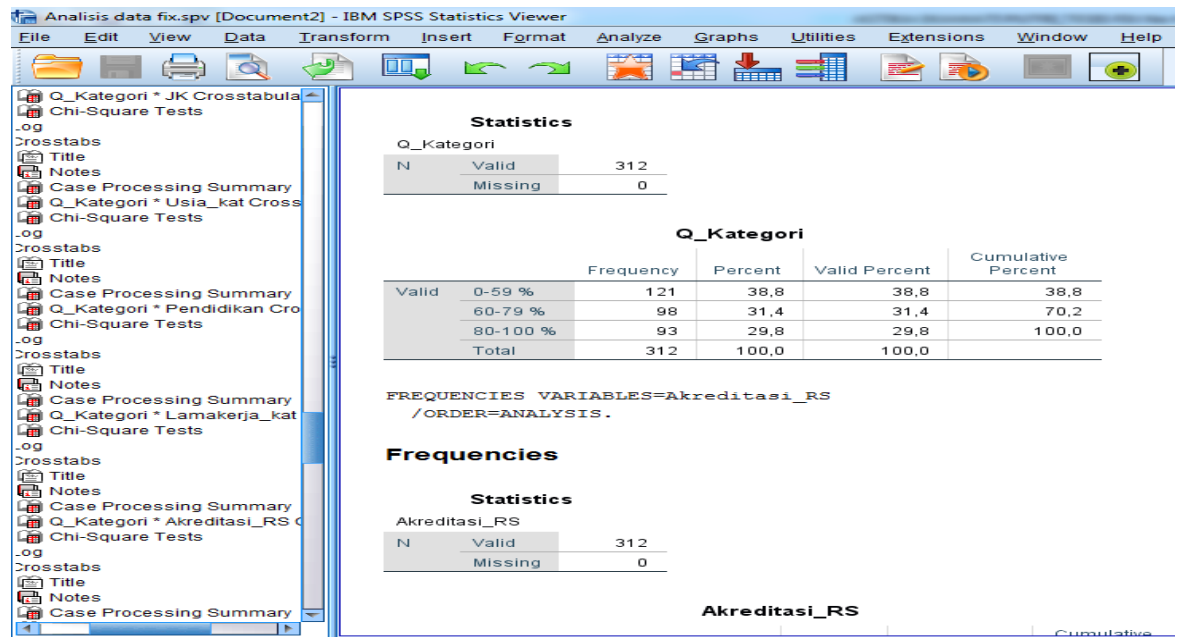 Analisis data fix.spv [Document2] - IBM SPSS Statistics Viewer
File Edit View Data Transform Insert Format Analyze Graphs Utilities Extensions Window Help
Q_Kategori * JK Crosstabula
Chi-Square Tests
.og
Crosstabs
Title
Notes
Case Processing Summary
Q_Kategori * Usia_kat Cross
Chi-Square Tests
.og
Crosstabs
Title
Notes
Case Processing Summary
Q_Kategori * Pendidikan Cro
Chi-Square Tests
.og
Crosstabs
Title
Notes
Case Processing Summary
Q_Kategori * Lamakerja_kat
Chi-Square Tests
.og
Crosstabs
Title
Notes
Case Processing Summary
Q_Kategori * Akreditasi_RS C
Chi-Square Tests
.og
Crosstabs
Title
Notes
Case Processing Summary
Statistics
Q_Kategori
N Valid 312
Missing 0
Q_Kategori
Frequency Percent Valid Percent Cumulative Percent
Valid 0-59 % 121 38,8 38,8 38,8
60-79 % 98 31,4 31,4 70,2
80-100 % 93 29,8 29,8 100,0
Total 312 100,0 100,0
FREQUENCIES VARIABLES=Akreditasi_RS
/ORDER=ANALYSIS.
Frequencies
Statistics
Akreditasi_RS
N Valid 312
Missing 0
Akreditasi_RS
Cumulative